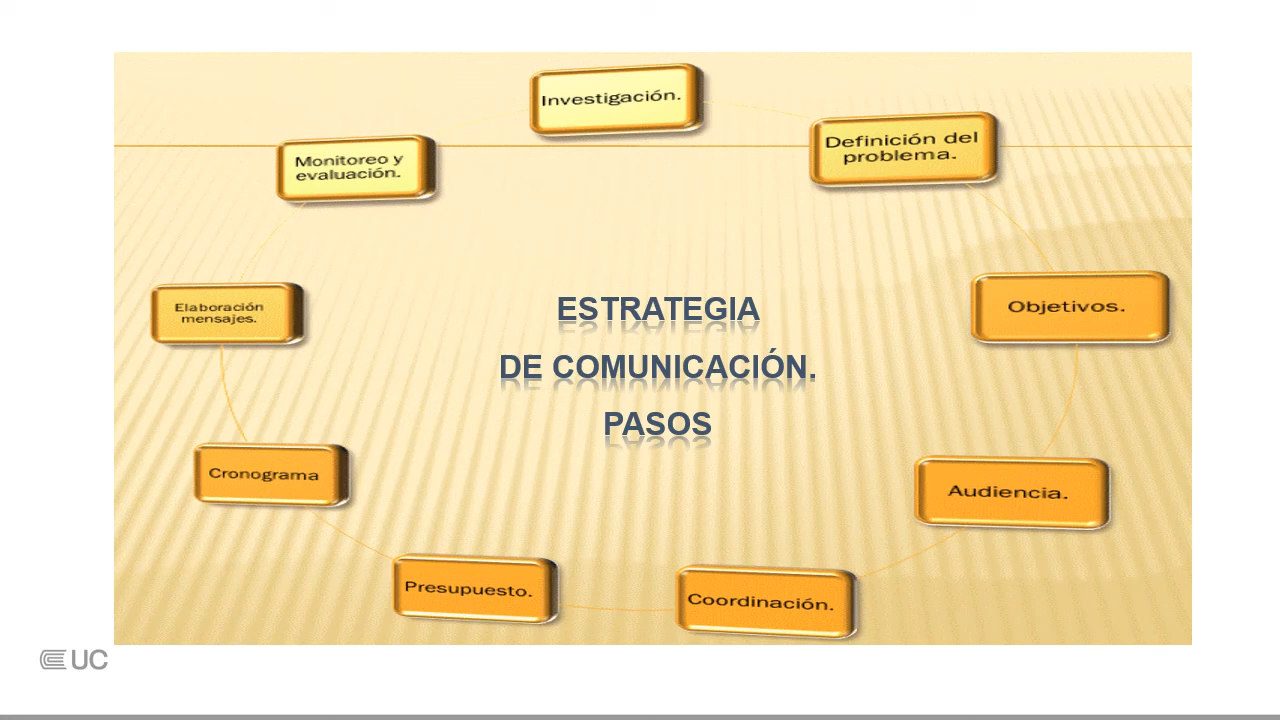 Investigación.
Definición del
problema.
Objetivos.
Audiencia.
Coordinación.
Presupuesto.
Cronograma
Elaboración
mensajes.
Monitoreo y
evaluación.
ESTRATEGIA
DE COMUNICACIÓN.
PASOS
UC